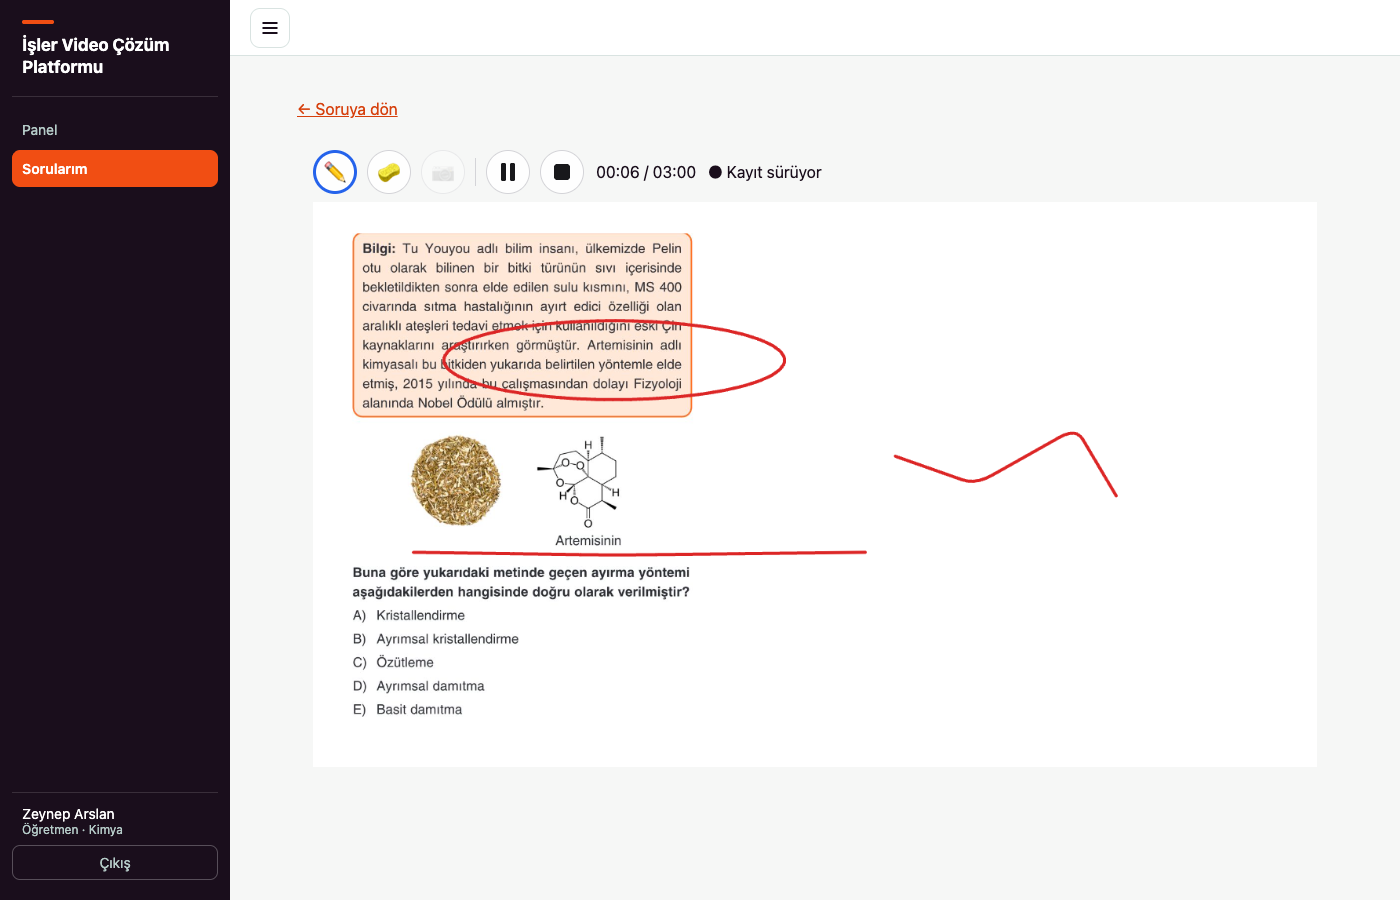 İşler Video Çözüm
Platformu
Panel
Sorularım
← Soruya dön
00:06 / 03:00 ● Kayıt sürüyor
Bilgi: Tu Youyou adlı bilim insanı, ülkemizde Pelin
otu olarak bilinen bir bitki türünün sıvı içerisinde
bekletildikten sonra elde edilen sulu kısmını, MS 400
civarında sıtma hastalığının ayırt edici özelliği olan
aralıklı ateşleri tedavi etmek için kullanıldığını eski Çin
kaynaklarını araştırırken görmüştür. Artemisinin adlı
kimyasalı bu bitkiden yukarıda belirtilen yöntemle elde
etmiş, 2015 yılında bu çalışmasından dolayı Fizyoloji
alanında Nobel Ödülü almıştır.
H
O
O
O
H
H
O
O
Artemisinin
Buna göre yukarıdaki metinde geçen ayırma yöntemi
aşağıdakilerden hangisinde doğru olarak verilmiştir?
A) Kristallendirme
B) Ayrımsal kristallendirme
C) Özütleme
D) Ayrımsal damıtma
E) Basit damıtma
Zeynep Arslan
Öğretmen · Kimya
Çıkış